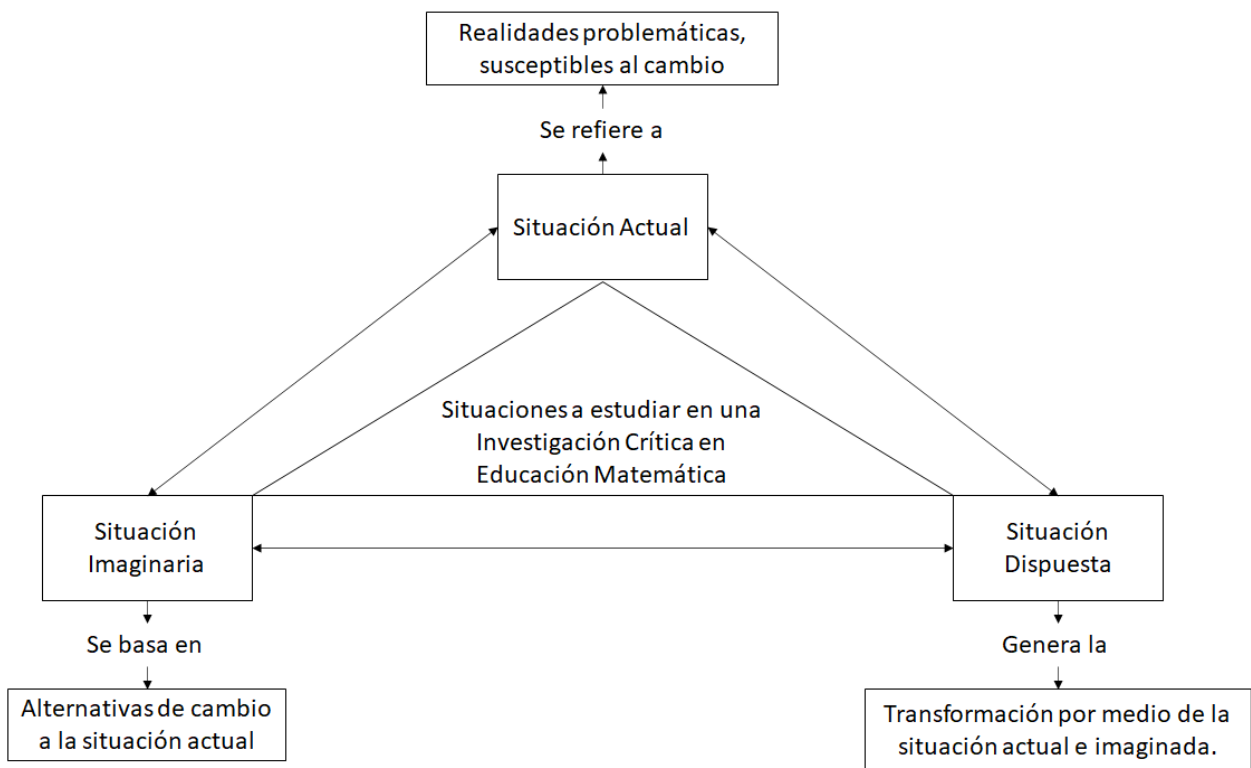 Realidades problemáticas,
susceptibles al cambio
Se refiere a
Situación Actual
Situaciones a estudiar en una
Investigación Crítica en
Educación Matemática
Situación
Imaginaria
Situación
Dispuesta
Se basa en
Genera la
Alternativas de cambio
a la situación actual
Transformación por medio de la
situación actual e imaginada.